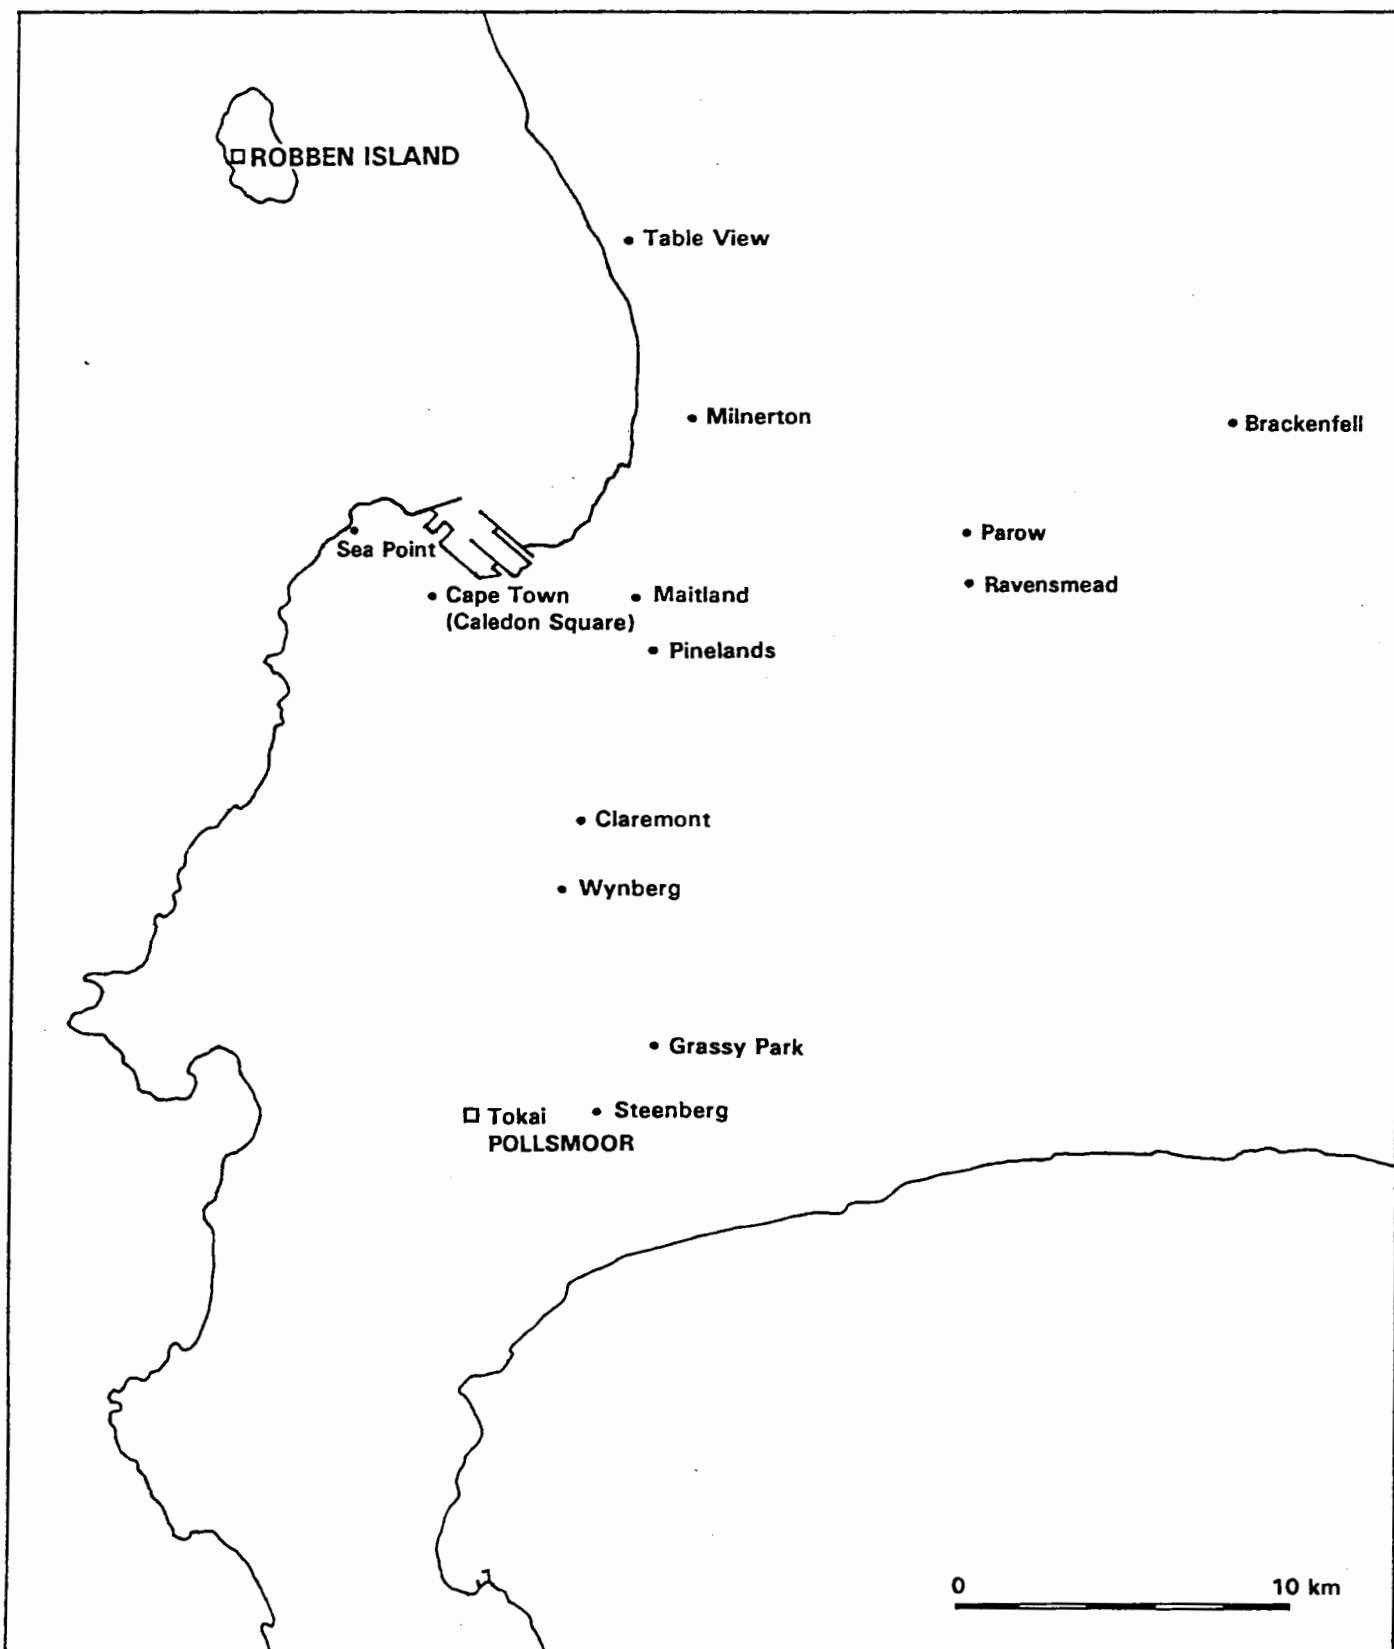 ROBBEN ISLAND
Table View
Milnerton
Brackenfell
Sea Point
Parow
Ravensmead
Cape Town
(Caledon Square)
Maitland
Pinelands
Claremont
Wynberg
Grassy Park
Tokai
POLLSMOOR
Steenberg
0 10 km